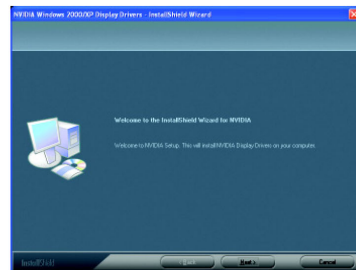 NVIDIA Windows 2000/XP Display Drivers - InstallShield Wizard
Welcome to the InstallShield Wizard for NVIDIA
Welcome to NVIDIA Setup. This will install NVIDIA Display Drivers on your computer.
InstallShield
< Back
Next >
Cancel